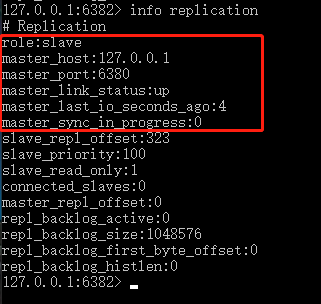 127.0.0.1:6382> info replication
# Replication
role:slave
master_host:127.0.0.1
master_port:6380
master_link_status:up
master_last_io_seconds_ago:4
master_sync_in_progress:0
slave_repl_offset:323
slave_priority:100
slave_read_only:1
connected_slaves:0
master_repl_offset:0
repl_backlog_active:0
repl_backlog_size:1048576
repl_backlog_first_byte_offset:0
repl_backlog_histlen:0
127.0.0.1:6382>